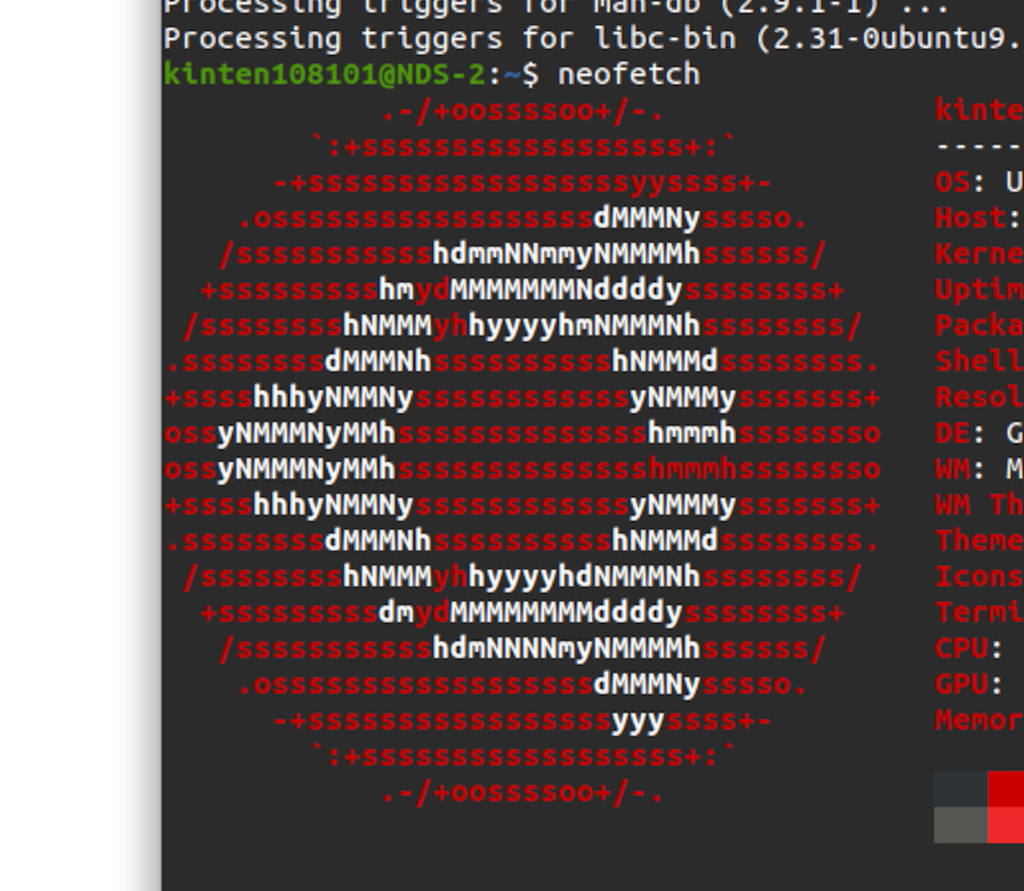 Processing triggers for man-db (2.9.1-1) ...
Processing triggers for libc-bin (2.31-0ubuntu9.
kinten108101@NDS-2:~$ neofetch
.-/+oossssoo+/-. kinte
`:+ssssssssssssssssss+:` -----
-+ssssssssssssssssssyyssss+- OS: U
.ossssssssssssssssssdMMMNysssso. Host:
/ssssssssssshdmmNNmmyNMMMMhssssss/ Kerne
+ssssssssshmydMMMMMMMNddddyssssssss+ Uptim
/sssssssshNMMMyhhyyyyhmNMMMNhssssssss/ Packa
.ssssssssdMMMNhsssssssssshNMMMdssssssss. Shell
+sssshhhyNMMNyssssssssssssyNMMMysssssss+ Resol
ossyNMMMNyMMhsssssssssssssshmmmhssssssso DE: G
ossyNMMMNyMMhsssssssssssssshmmmhssssssso WM: M
+sssshhhyNMMNyssssssssssssyNMMMysssssss+ WM Th
.ssssssssdMMMNhsssssssssshNMMMdssssssss. Theme
/sssssssshNMMMyhhyyyyhdNMMMNhssssssss/ Icons
+sssssssssdmydMMMMMMMMddddyssssssss+ Termi
/ssssssssssshdmNNNNmyNMMMMhssssss/ CPU:
.ossssssssssssssssssdMMMNysssso. GPU:
-+sssssssssssssssssyyyssss+- Memor
`:+ssssssssssssssssss+:`
.-/+oossssoo+/-.